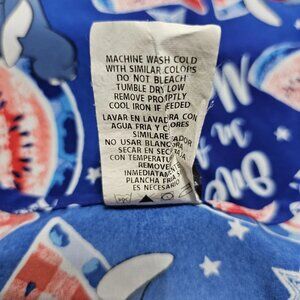 MACHINE WASH COLD
WITH SIMILAR COLORS
DO NOT BLEACH
TUMBLE DRY LOW
REMOVE PROMPTLY
COOL IRON IF NEEDED
LAVAR EN LAVADORA CON
AGUA FRIA Y COLORES
SIMILARES
NO USAR BLANQUEADOR
SECAR EN SECADORA
CON TEMPERATURA
REMOVER
INMEDIATAMENTE
PLANCHA FRIA SI
ES NECESARIO